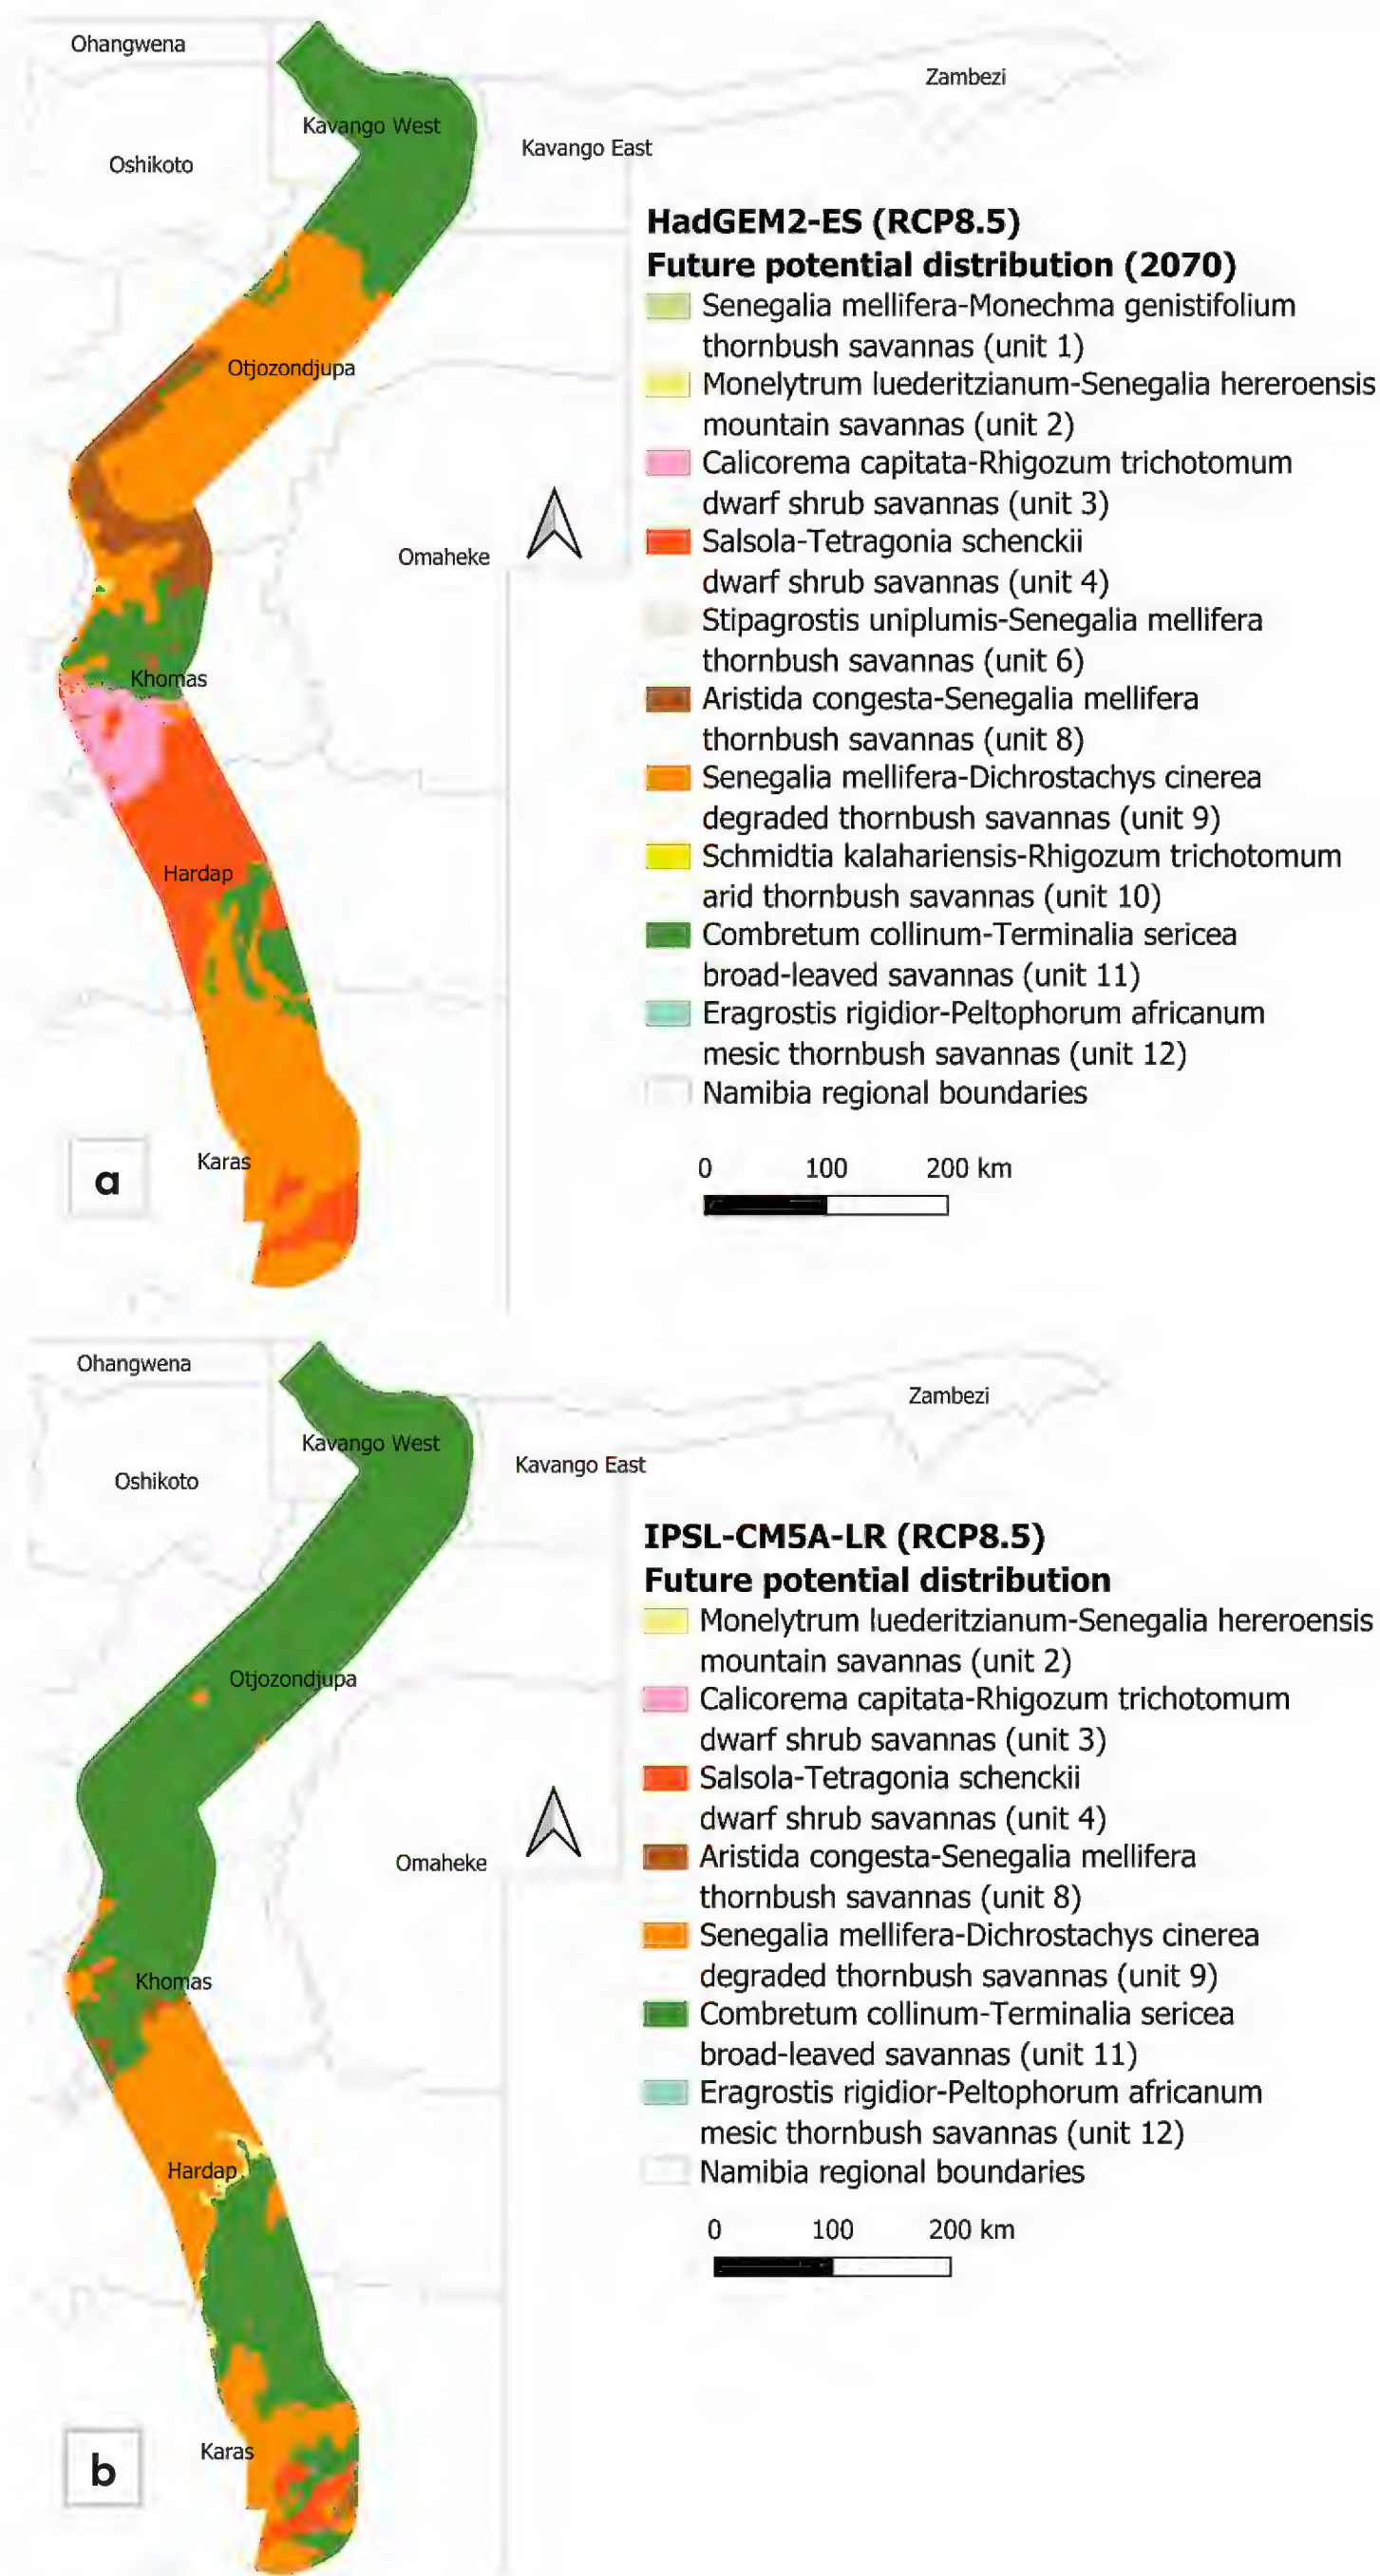 Ohangwena
Zambezi
Kavango West
Kavango East
Oshikoto
HadGEM2-ES (RCP8.5)
Future potential distribution (2070)
Senegalia mellifera-Monechma genistifolium
thornbush savannas (unit 1)
Otjozondjupa
Monelytrum luederitzianum-Senegalia hereroensis
mountain savannas (unit 2)
Calicorema capitata-Rhigozum trichotomum
dwarf shrub savannas (unit 3)
Salsola-Tetragonia schenckii
Omaheke
dwarf shrub savannas (unit 4)
Stipagrostis uniplumis-Senegalia mellifera
thornbush savannas (unit 6)
Khomas
Aristida congesta-Senegalia mellifera
thornbush savannas (unit 8)
Senegalia mellifera-Dichrostachys cinerea
degraded thornbush savannas (unit 9)
Schmidtia kalahariensis-Rhigozum trichotomum
Hardap
arid thornbush savannas (unit 10)
Combretum collinum-Terminalia sericea
broad-leaved savannas (unit 11)
Eragrostis rigidior-Peltophorum africanum
mesic thornbush savannas (unit 12)
Namibia regional boundaries
Karas
a
0 100 200 km
Ohangwena
Zambezi
Kavango West
Kavango East
Oshikoto
IPSL-CM5A-LR (RCP8.5)
Future potential distribution
Monelytrum luederitzianum-Senegalia hereroensis
mountain savannas (unit 2)
Otjozondjupa
Calicorema capitata-Rhigozum trichotomum
dwarf shrub savannas (unit 3)
Salsola-Tetragonia schenckii
dwarf shrub savannas (unit 4)
Omaheke
Aristida congesta-Senegalia mellifera
thornbush savannas (unit 8)
Senegalia mellifera-Dichrostachys cinerea
degraded thornbush savannas (unit 9)
Khomas
Combretum collinum-Terminalia sericea
broad-leaved savannas (unit 11)
Eragrostis rigidior-Peltophorum africanum
mesic thornbush savannas (unit 12)
Hardap
Namibia regional boundaries
0 100 200 km
Karas
b